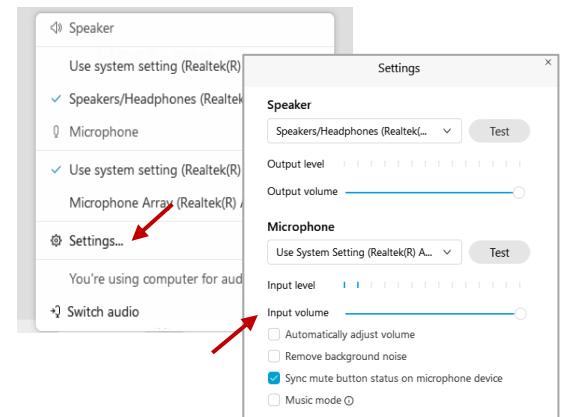 Speaker
Use system setting (Realtek(R)
Speakers/Headphones (Realtek
Microphone
Use system setting (Realtek(R)
Microphone Array (Realtek(R) A
Settings...
You're using computer for aud
Switch audio
Settings
Speaker
Speakers/Headphones (Realtek(...
Test
Output level
Output volume
Microphone
Use System Setting (Realtek(R) A...
Test
Input level
Input volume
Automatically adjust volume
Remove background noise
Sync mute button status on microphone device
Music mode